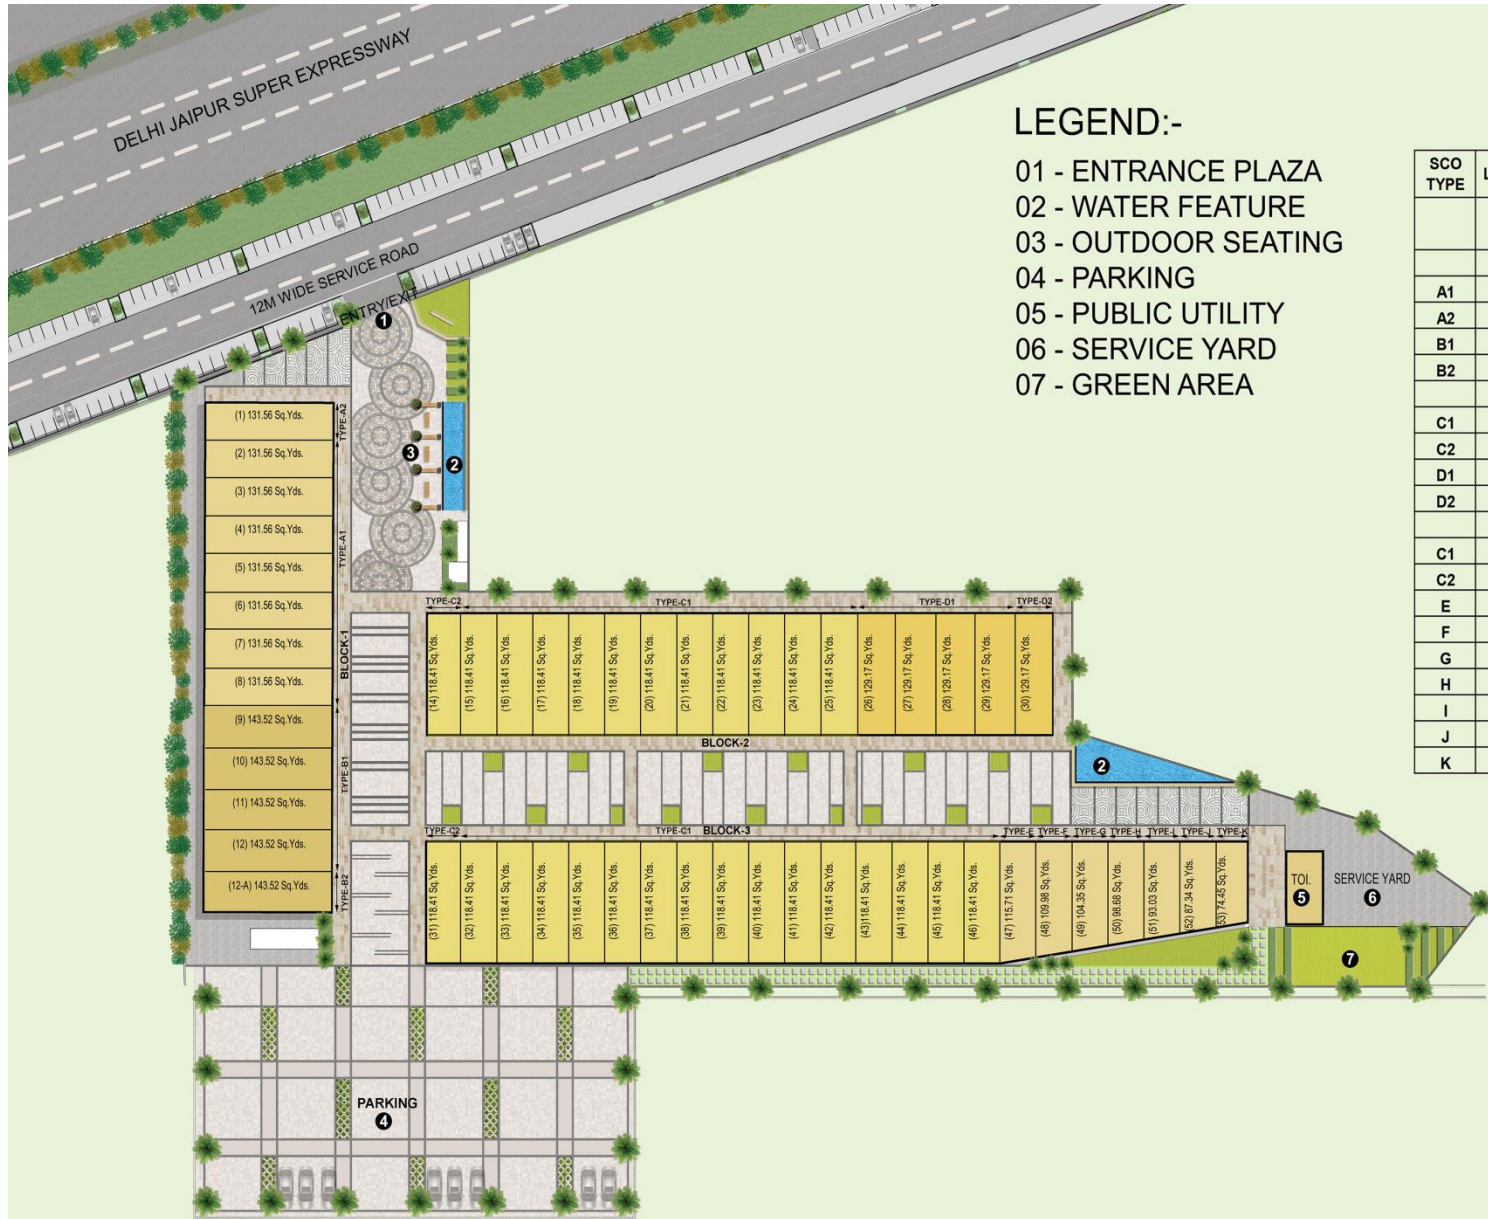 DELHI JAIPUR SUPER EXPRESSWAY
12M WIDE SERVICE ROAD
ENTRY/EXIT
LEGEND:-
01 - ENTRANCE PLAZA
02 - WATER FEATURE
03 - OUTDOOR SEATING
04 - PARKING
05 - PUBLIC UTILITY
06 - SERVICE YARD
07 - GREEN AREA
SCO
TYPE
L
A1
A2
B1
B2
C1
C2
D1
D2
C1
C2
E
F
G
H
I
J
K
1
3
2
(1) 131.56 Sq.Yds.
(2) 131.56 Sq.Yds.
(3) 131.56 Sq.Yds.
(4) 131.56 Sq.Yds.
(5) 131.56 Sq.Yds.
(6) 131.56 Sq.Yds.
(7) 131.56 Sq.Yds.
(8) 131.56 Sq.Yds.
(9) 143.52 Sq.Yds.
(10) 143.52 Sq.Yds.
(11) 143.52 Sq.Yds.
(12) 143.52 Sq.Yds.
(12-A) 143.52 Sq.Yds.
TYPE-A2
TYPE-A1
BLOCK-1
TYPE-B1
TYPE-B2
TYPE-C2
TYPE-C1
TYPE-D1
TYPE-D2
(14) 118.41 Sq.Yds.
(15) 118.41 Sq.Yds.
(16) 118.41 Sq.Yds.
(17) 118.41 Sq.Yds.
(18) 118.41 Sq.Yds.
(19) 118.41 Sq.Yds.
(20) 118.41 Sq.Yds.
(21) 118.41 Sq.Yds.
(22) 118.41 Sq.Yds.
(23) 118.41 Sq.Yds.
(24) 118.41 Sq.Yds.
(25) 118.41 Sq.Yds.
(26) 129.17 Sq.Yds.
(27) 129.17 Sq.Yds.
(28) 129.17 Sq.Yds.
(29) 129.17 Sq.Yds.
(30) 129.17 Sq.Yds.
BLOCK-2
2
TYPE-C2
TYPE-C1
BLOCK-3
TYPE-E
TYPE-F
TYPE-G
TYPE-H
TYPE-I
TYPE-J
TYPE-K
(31) 118.41 Sq.Yds.
(32) 118.41 Sq.Yds.
(33) 118.41 Sq.Yds.
(34) 118.41 Sq.Yds.
(35) 118.41 Sq.Yds.
(36) 118.41 Sq.Yds.
(37) 118.41 Sq.Yds.
(38) 118.41 Sq.Yds.
(39) 118.41 Sq.Yds.
(40) 118.41 Sq.Yds.
(41) 118.41 Sq.Yds.
(42) 118.41 Sq.Yds.
(43)118.41 Sq.Yds.
(44) 118.41 Sq.Yds.
(45) 118.41 Sq.Yds.
(46) 118.41 Sq.Yds.
(47) 115.71 Sq.Yds.
(48) 109.98 Sq.Yds.
(49) 104.35 Sq.Yds.
(50) 98.68 Sq.Yds.
(51) 93.03 Sq.Yds.
(52) 87.34 Sq.Yds.
(53) 74.45 Sq.Yds.
TOI.
5
SERVICE YARD
6
7
PARKING
4